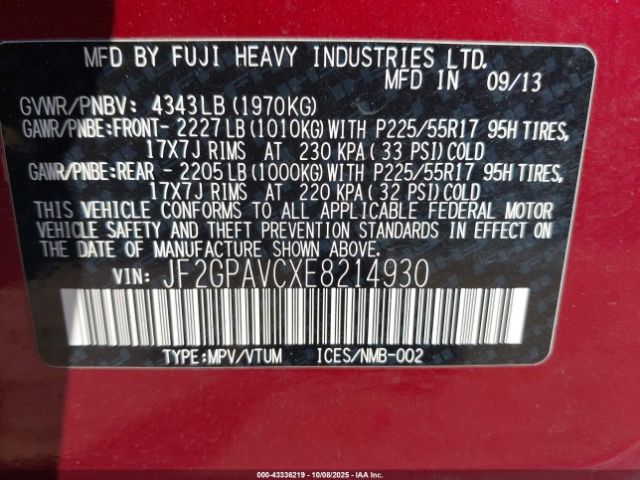 MFD BY FUJI HEAVY INDUSTRIES LTD.
MFD IN 09/13
GVWR/PNBV: 4343LB (1970KG)
GAWR/PNBE:FRONT- 2227LB (1010KG) WITH P225/55R17 95H TIRES,
17X7J RIMS AT 230 KPA( 33 PSI)COLD
GAWR/PNBE:REAR - 2205LB (1000KG) WITH P225/55R17 95H TIRES,
17X7J RIMS AT 220 KPA( 32 PSI)COLD
THIS VEHICLE CONFORMS TO ALL APPLICABLE FEDERAL MOTOR
VEHICLE SAFETY AND THEFT PREVENTION STANDARDS IN EFFECT
ON THE DATE OF MANUFACTURE SHOWN ABOVE.
VIN: JF2GPAVCXE8214930
TYPE:MPV/VTUM ICES/NMB-002
000-43336219 - 10/08/2025 - IAAI.COM